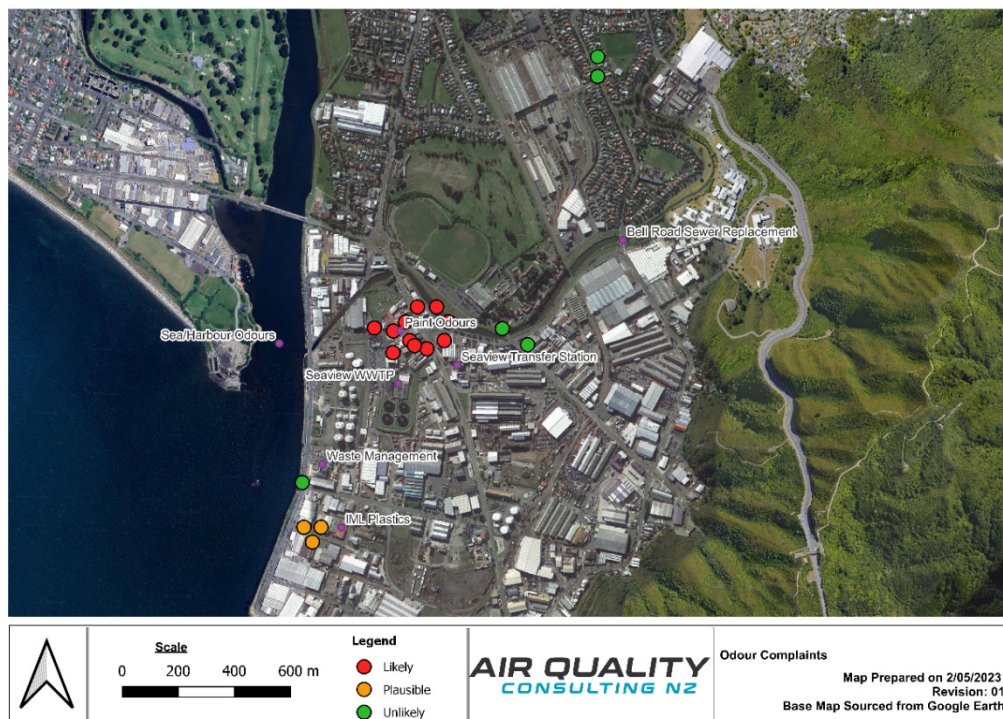 Bell Road Sewer Replacement
Paint Odours
Sea/Harbour Odours
Seaview Transfer Station
Seaview WWTP
Waste Management
IML Plastics
Scale
0 200 400 600 m
Legend
Likely
Plausible
Unlikely
AIR QUALITY
CONSULTING NZ
Odour Complaints
Map Prepared on 2/05/2023
Revision: 01
Base Map Sourced from Google Earth